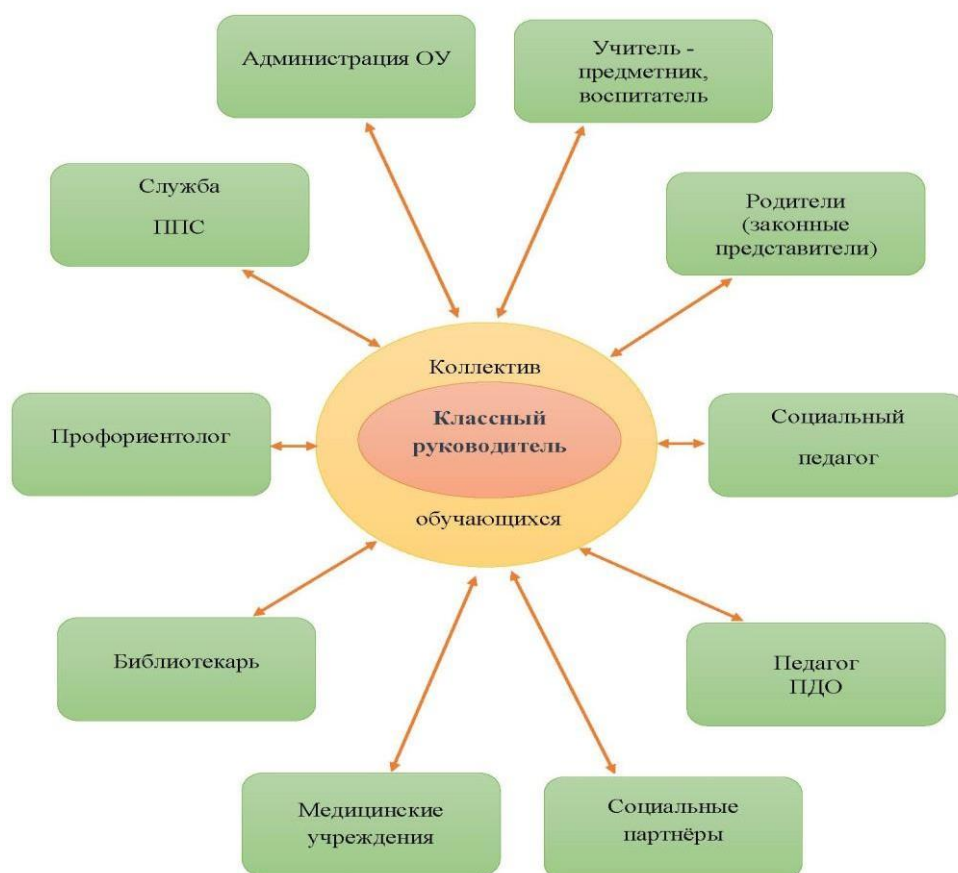 Администрация ОУ
Учитель -
предметник,
воспитатель
Служба
ППС
Родители
(законные
представители)
Коллектив
Классный
руководитель
обучающихся
Профориентолог
Социальный
педагог
Библиотекарь
Педагог
ПДО
Медицинские
учреждения
Социальные
партнёры